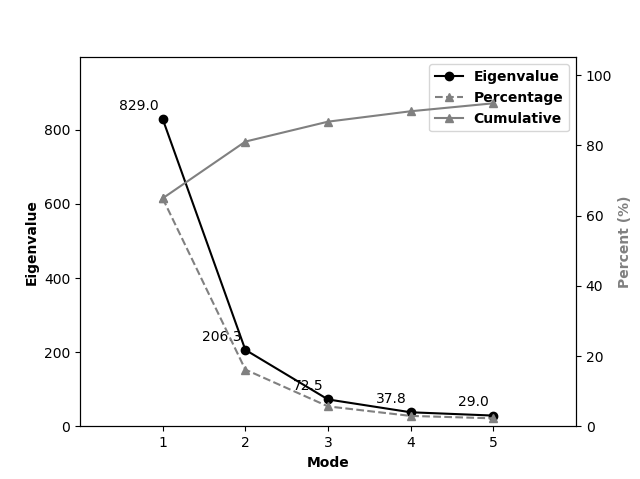 Eigenvalue
Percentage
Cumulative
829.0
206.3
72.5
37.8
29.0
800
600
400
200
0
100
80
60
40
20
0
1 2 3 4 5
Eigenvalue
Percent (%)
Mode